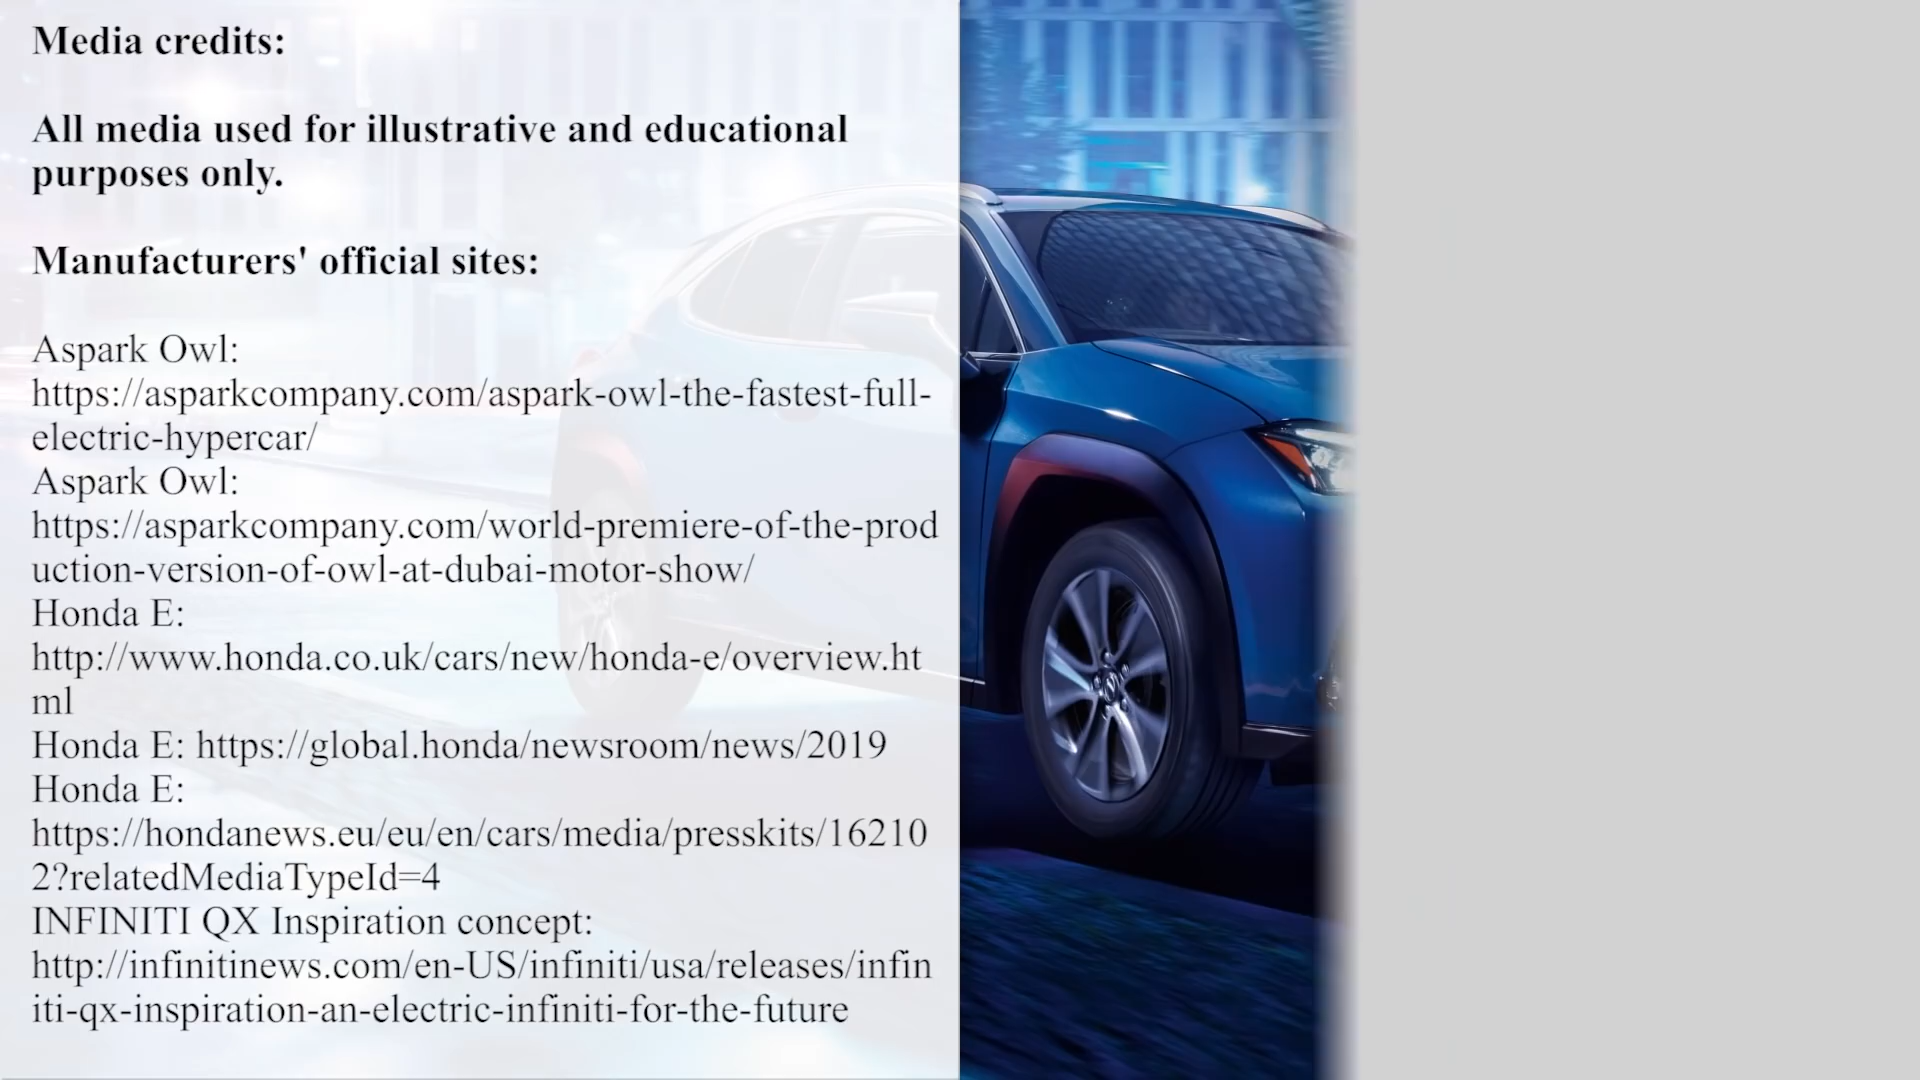 Media credits:
All media used for illustrative and educational
purposes only.
Manufacturers' official sites:
Aspark Owl:
https://asparkcompany.com/aspark-owl-the-fastest-full-
electric-hypercar/
Aspark Owl:
https://asparkcompany.com/world-premiere-of-the-prod
uction-version-of-owl-at-dubai-motor-show/
Honda E:
http://www.honda.co.uk/cars/new/honda-e/overview.ht
ml
Honda E: https://global.honda/newsroom/news/2019
Honda E:
https://hondanews.eu/eu/en/cars/media/presskits/16210
2?relatedMediaTypeId=4
INFINITI QX Inspiration concept:
http://infinitinews.com/en-US/infiniti/usa/releases/infin
iti-qx-inspiration-an-electric-infiniti-for-the-future